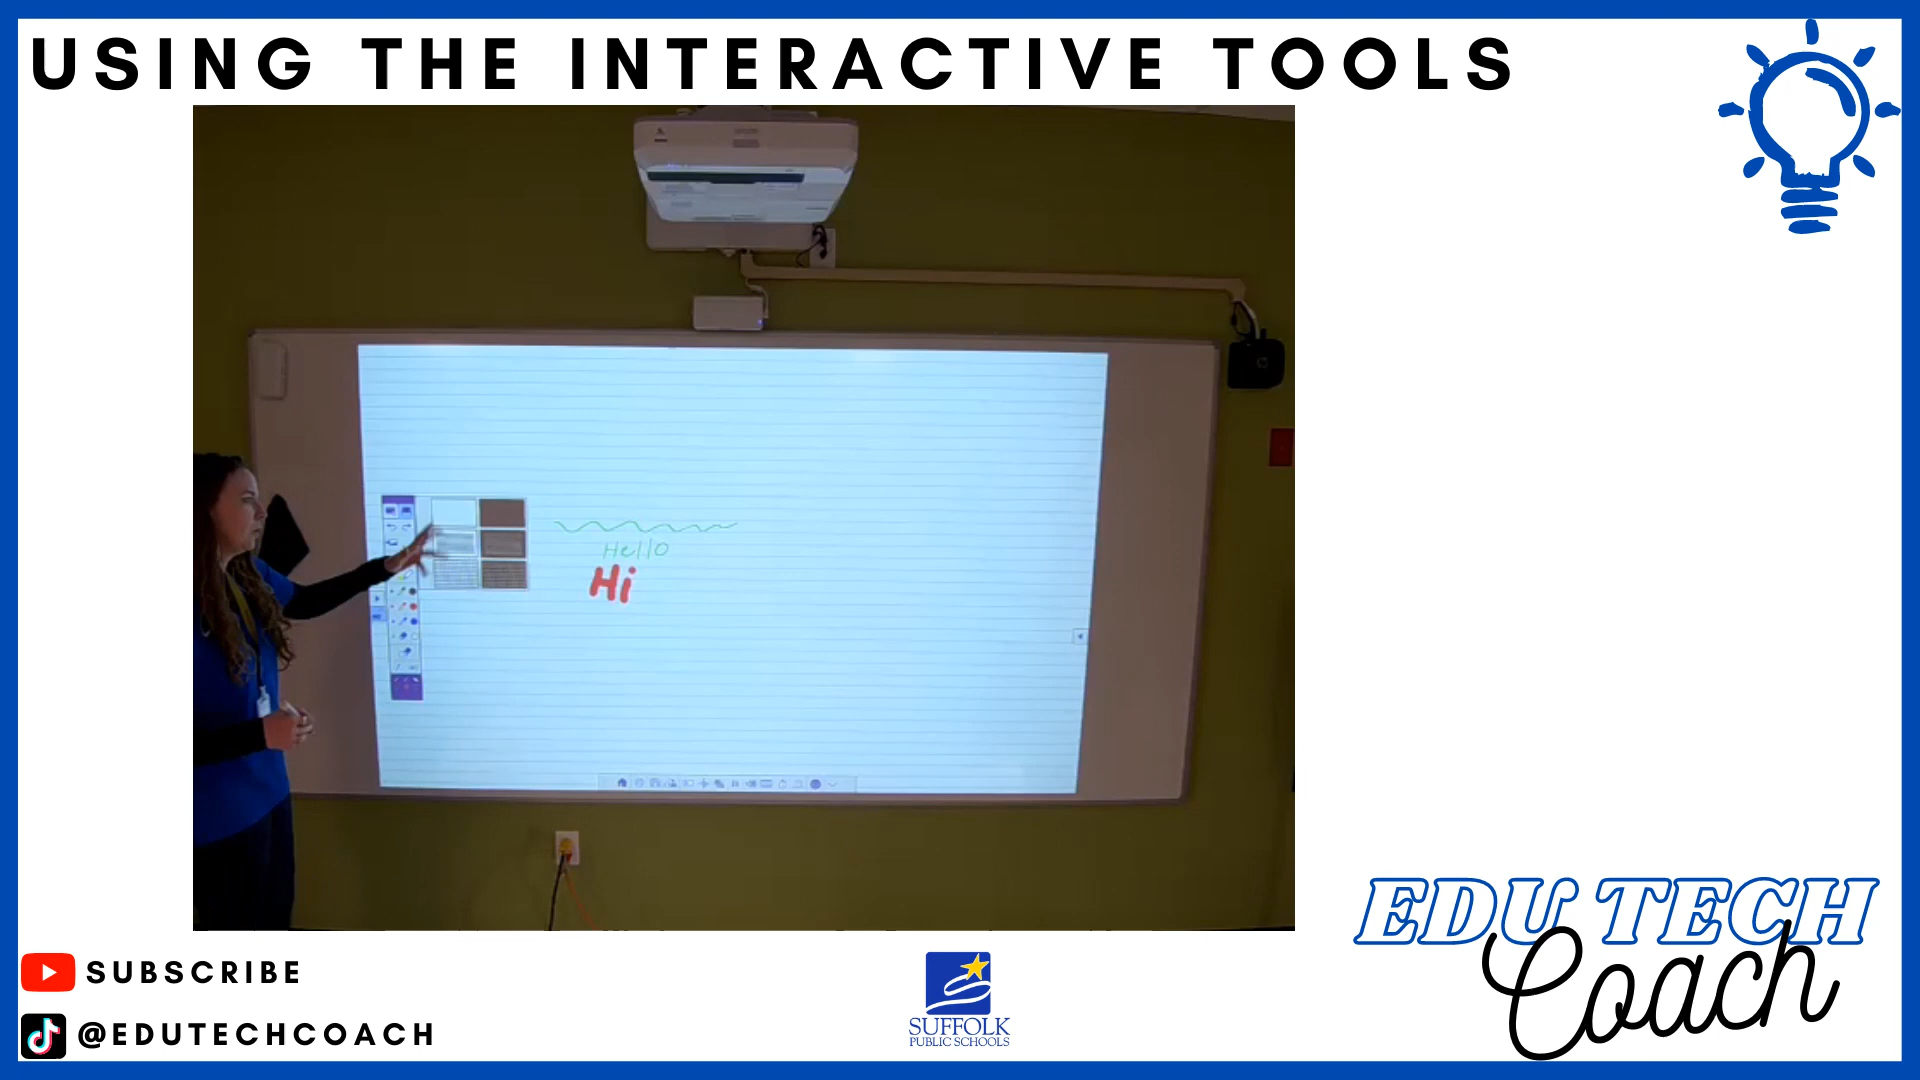 USING THE INTERACTIVE TOOLS
Hello
Hi
EDU TECH
Coach
SUBSCRIBE
@EDUTECHCOACH
SUFFOLK
PUBLIC SCHOOLS